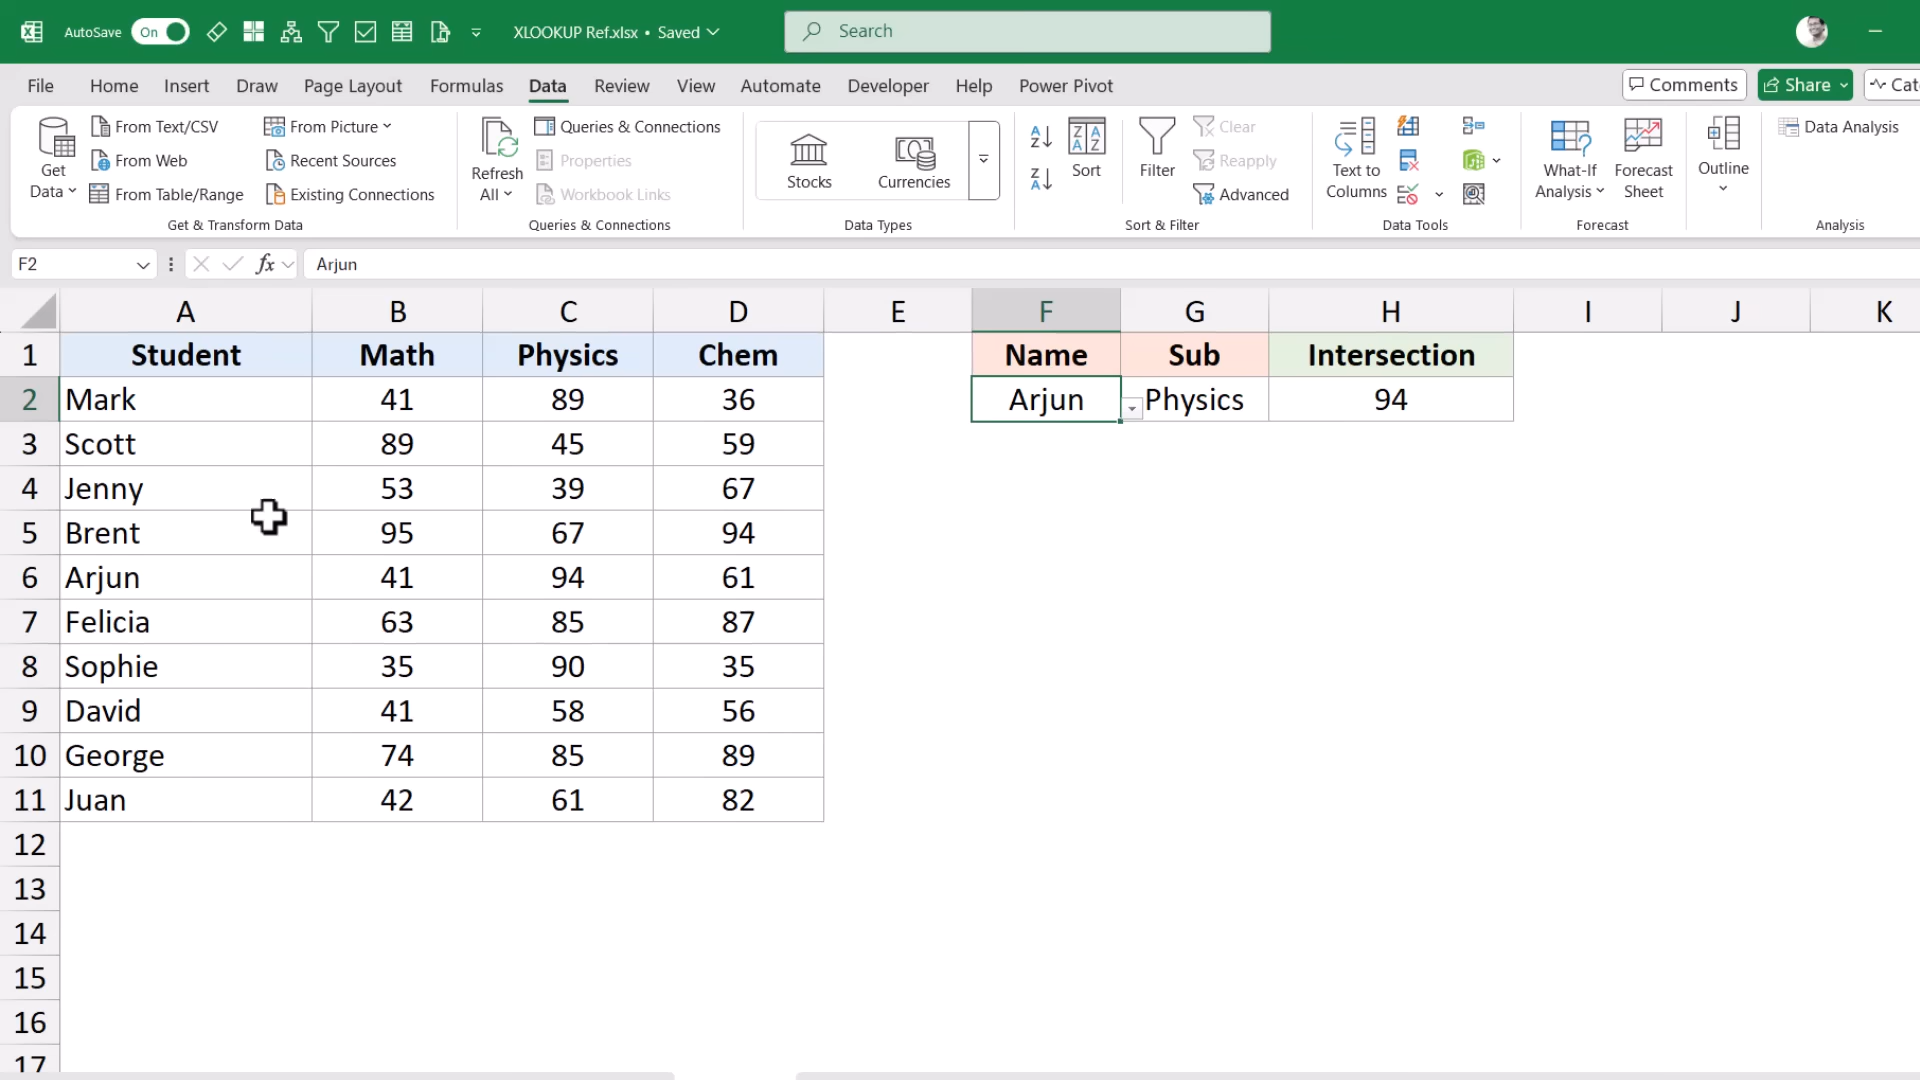 AutoSave On XLOOKUP Ref.xlsx • Saved Search
File Home Insert Draw Page Layout Formulas Data Review View Automate Developer Help Power Pivot Comments Share
Get Data
From Text/CSV
From Web
From Table/Range
From Picture
Recent Sources
Existing Connections
Get & Transform Data
Refresh All
Queries & Connections
Properties
Workbook Links
Queries & Connections
Stocks
Currencies
Data Types
Sort
Filter
Clear
Reapply
Advanced
Sort & Filter
Text to Columns
Data Tools
What-If Analysis
Forecast Sheet
Forecast
Outline
Data Analysis
Analysis
F2 fx Arjun
A B C D E F G H I J K
1 Student Math Physics Chem Name Sub Intersection
2 Mark 41 89 36 Arjun Physics 94
3 Scott 89 45 59
4 Jenny 53 39 67
5 Brent 95 67 94
6 Arjun 41 94 61
7 Felicia 63 85 87
8 Sophie 35 90 35
9 David 41 58 56
10 George 74 85 89
11 Juan 42 61 82
12
13
14
15
16
17